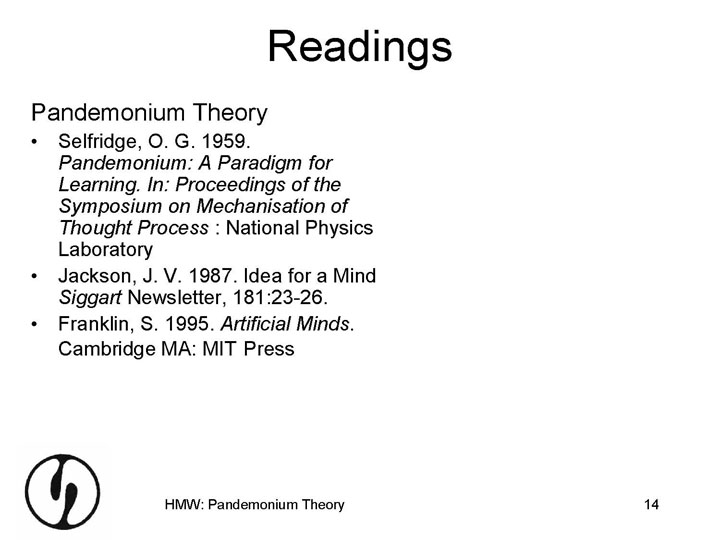 Readings
Pandemonium Theory
• Selfridge, O. G. 1959.
Pandemonium: A Paradigm for
Learning. In: Proceedings of the
Symposium on Mechanisation of
Thought Process : National Physics
Laboratory
• Jackson, J. V. 1987. Idea for a Mind
Siggart Newsletter, 181:23-26.
• Franklin, S. 1995. Artificial Minds.
Cambridge MA: MIT Press
HMW: Pandemonium Theory
14